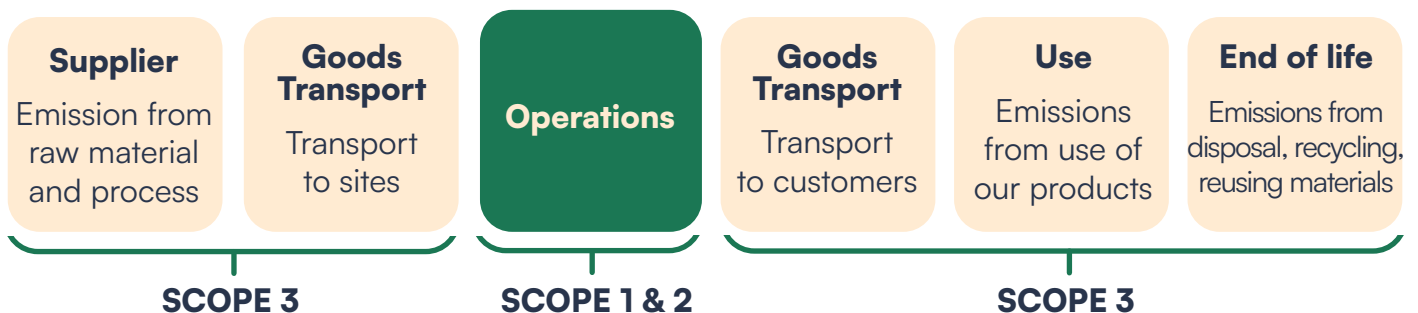 Supplier
Emission from
raw material
and process
Goods
Transport
Transport
to sites
Operations
Goods
Transport
Transport
to customers
Use
Emissions
from use of
our products
End of life
Emissions from
disposal, recycling,
reusing materials
SCOPE 3
SCOPE 1 & 2
SCOPE 3